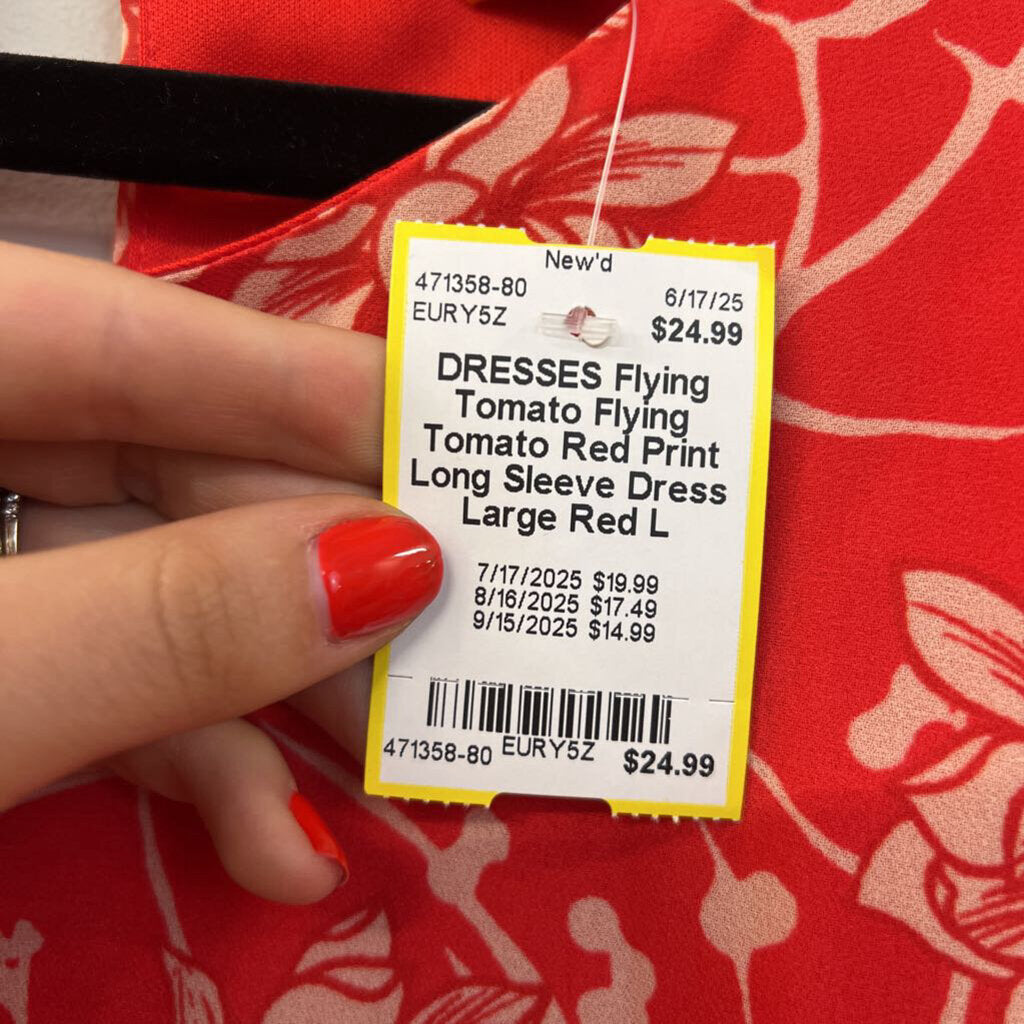 New'd
471358-80 6/17/25
EURY5Z $24.99
DRESSES Flying
Tomato Flying
Tomato Red Print
Long Sleeve Dress
Large Red L
7/17/2025 $19.99
8/16/2025 $17.49
9/15/2025 $14.99
471358-80 EURY5Z $24.99